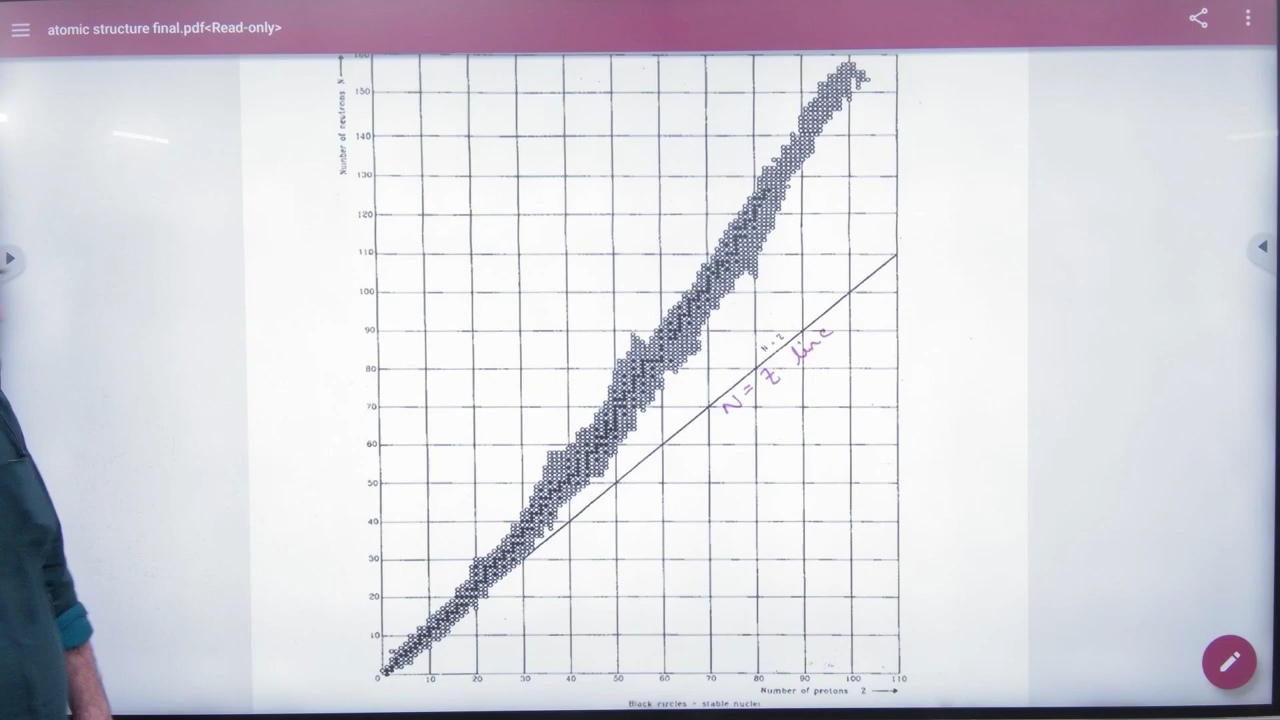 atomic structure final.pdf<Read-only>
Number of neutrons N
160
150
140
130
120
110
100
90
80
70
60
50
40
30
20
10
0
10 20 30 40 50 60 70 80 90 100 110
N = Z
N = Z line
Number of protons Z
Black circles - stable nuclei